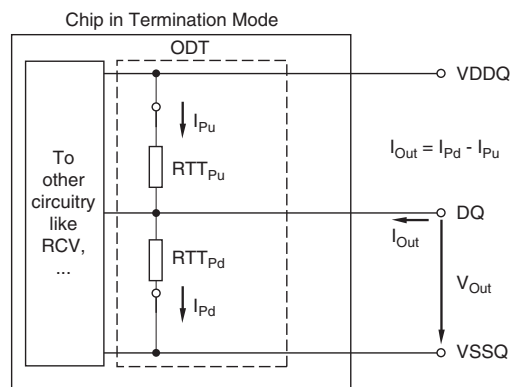 Chip in Termination Mode
ODT
VDDQ
I_Pu
I_Out = I_Pd - I_Pu
To
other
circuitry
like
RCV,
...
RTT_Pu
DQ
I_Out
RTT_Pd
V_Out
I_Pd
VSSQ